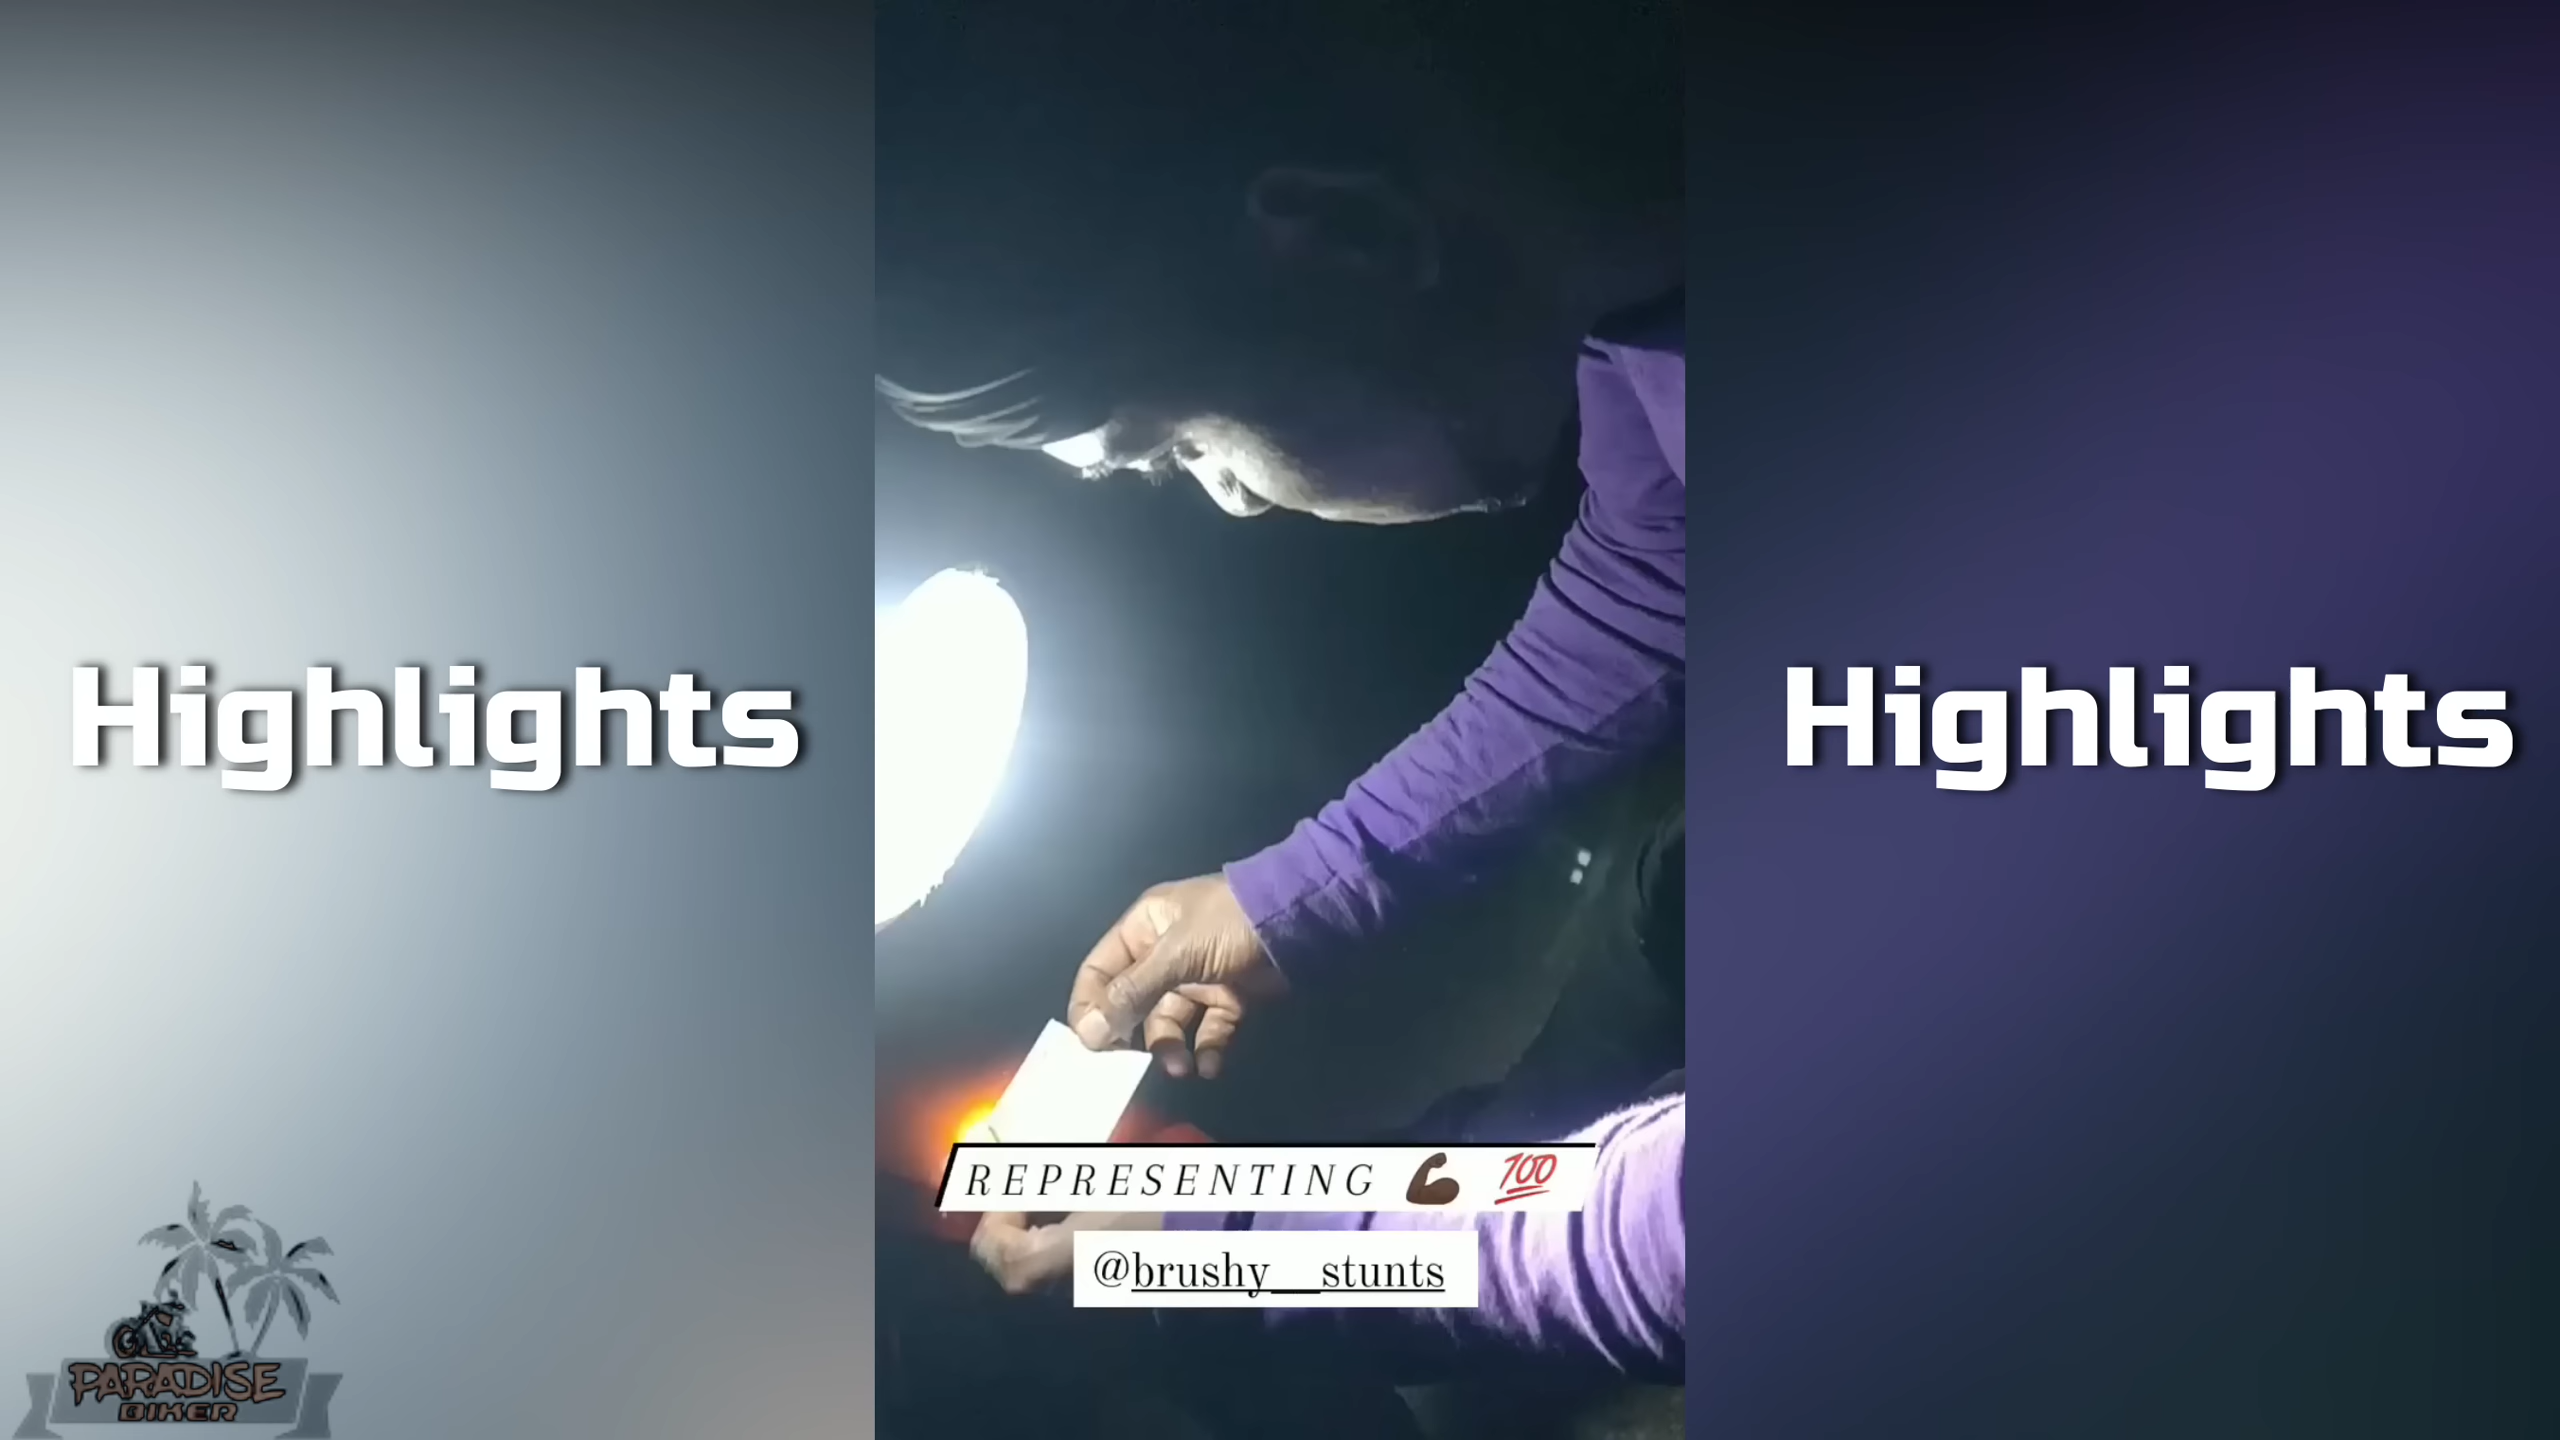 Highlights
Highlights
REPRESENTING 💪🏿 💯
@brushy__stunts
PARADISE
BIKER